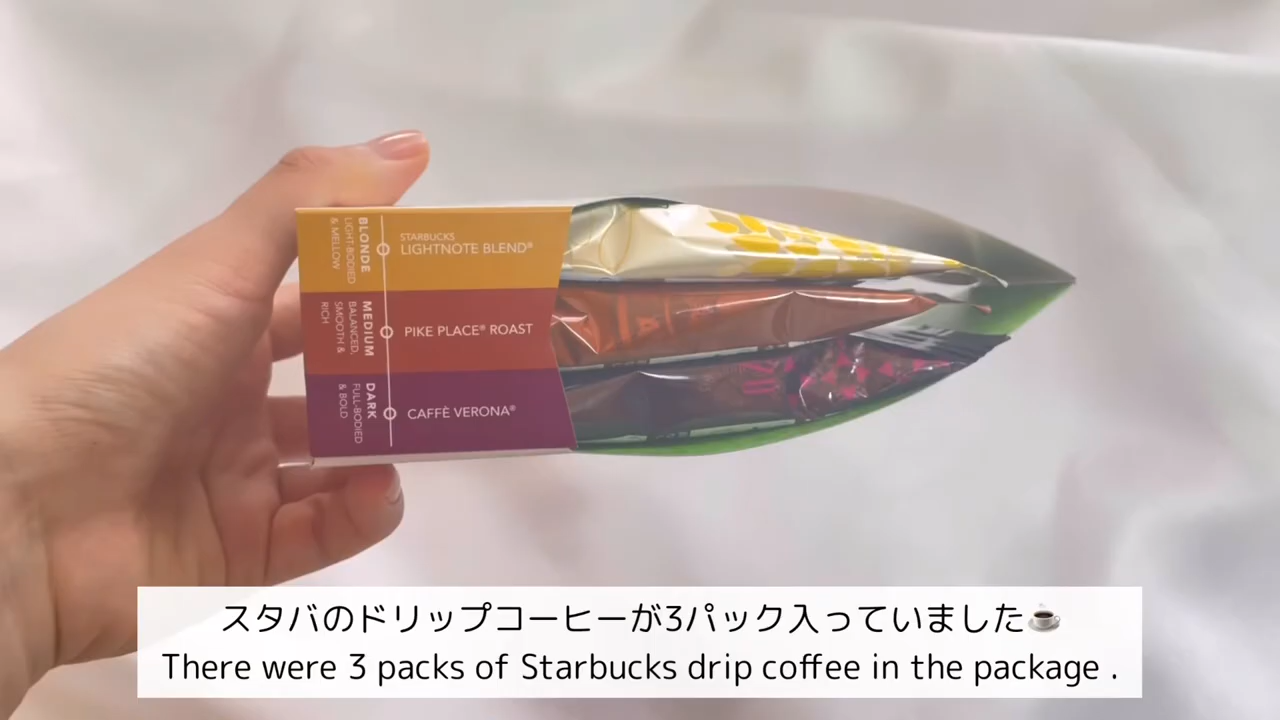 BLONDE
LIGHT-BODIED
& MELLOW
STARBUCKS
LIGHTNOTE BLEND®
MEDIUM
BALANCED,
SMOOTH &
RICH
PIKE PLACE® ROAST
DARK
FULL-BODIED
& BOLD
CAFFÈ VERONA®
スタバのドリップコーヒーが3パック入っていました☕
There were 3 packs of Starbucks drip coffee in the package .